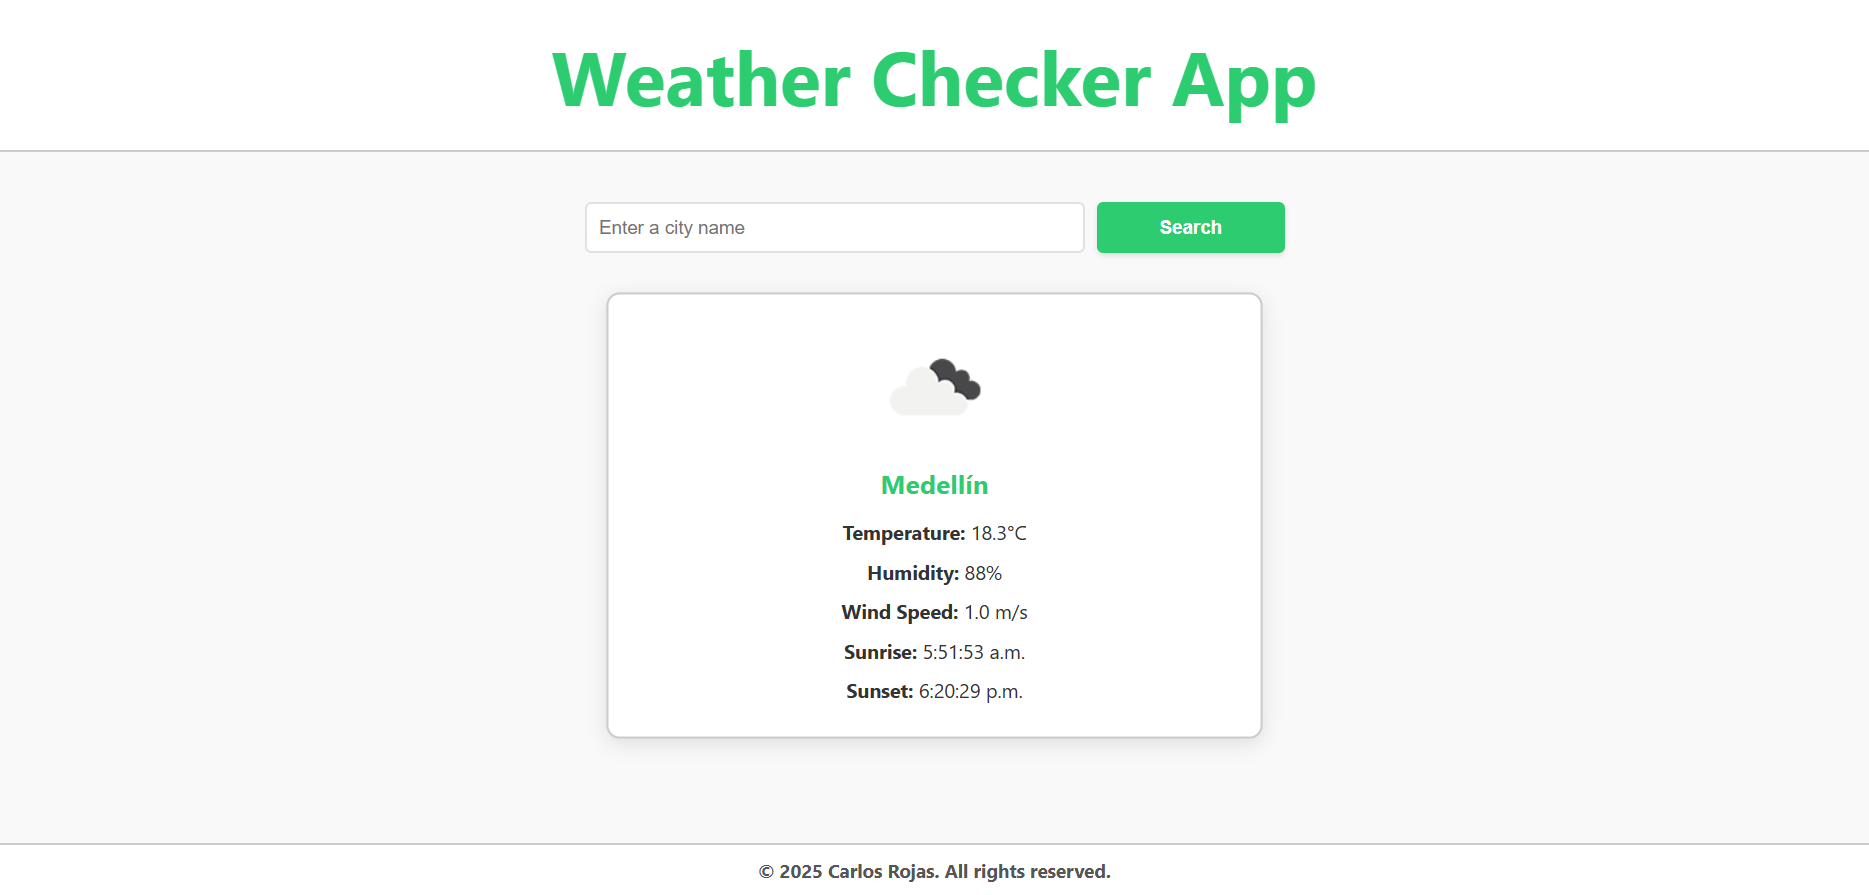 Weather Checker App
Enter a city name
Search
Medellín
Temperature: 18.3°C
Humidity: 88%
Wind Speed: 1.0 m/s
Sunrise: 5:51:53 a.m.
Sunset: 6:20:29 p.m.
© 2025 Carlos Rojas. All rights reserved.